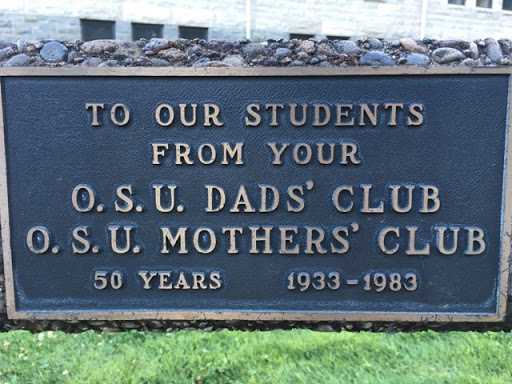 TO OUR STUDENTS
FROM YOUR
O.S.U. DADS' CLUB
O.S.U. MOTHERS' CLUB
50 YEARS 1933-1983